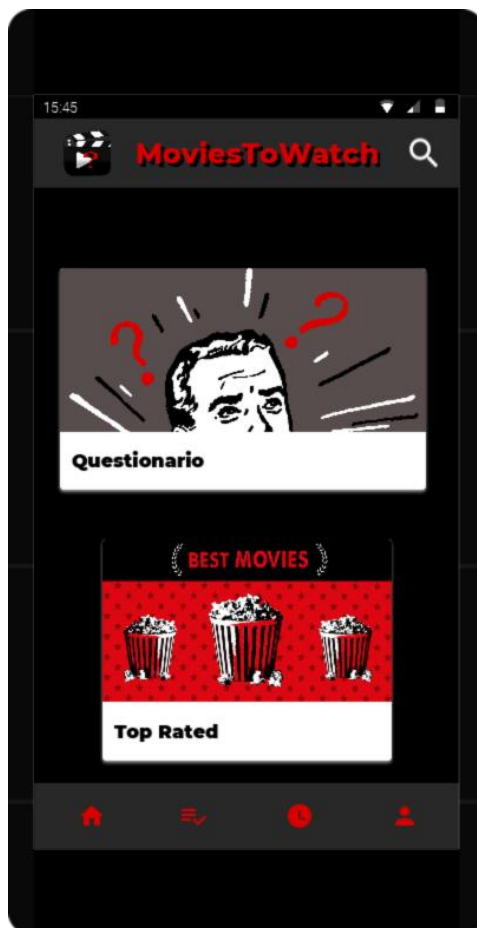 15:45
MoviesToWatch
?
? ?
Questionario
BEST MOVIES
Top Rated